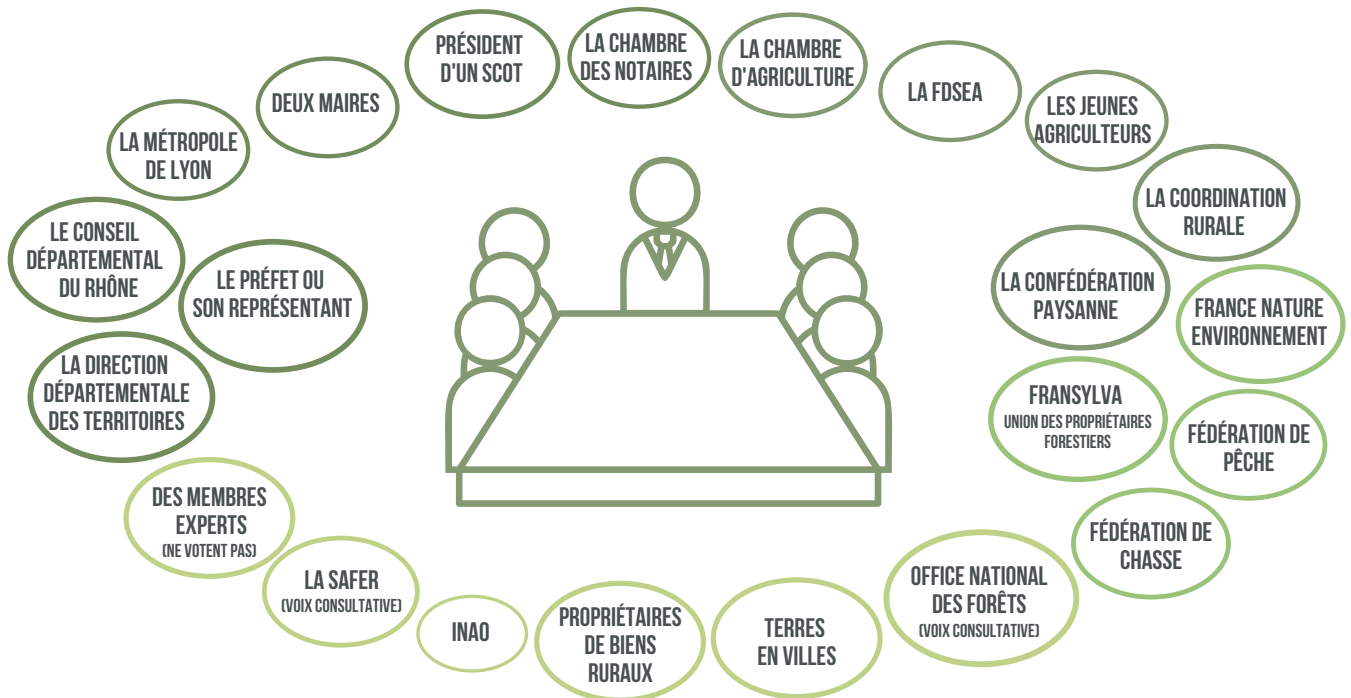 PRÉSIDENT
D'UN SCOT
LA CHAMBRE
DES NOTAIRES
LA CHAMBRE
D'AGRICULTURE
LA FDSEA
LES JEUNES
AGRICULTEURS
DEUX MAIRES
LA MÉTROPOLE
DE LYON
LA COORDINATION
RURALE
LE CONSEIL
DÉPARTEMENTAL
DU RHÔNE
LE PRÉFET OU
SON REPRÉSENTANT
LA CONFÉDÉRATION
PAYSANNE
FRANCE NATURE
ENVIRONNEMENT
LA DIRECTION
DÉPARTEMENTALE
DES TERRITOIRES
FRANSYLVA
UNION DES PROPRIÉTAIRES
FORESTIERS
FÉDÉRATION DE
PÊCHE
DES MEMBRES
EXPERTS
(NE VOTENT PAS)
FÉDÉRATION DE
CHASSE
LA SAFER
(VOIX CONSULTATIVE)
INAO
PROPRIÉTAIRES
DE BIENS
RURAUX
TERRES
EN VILLES
OFFICE NATIONAL
DES FORÊTS
(VOIX CONSULTATIVE)